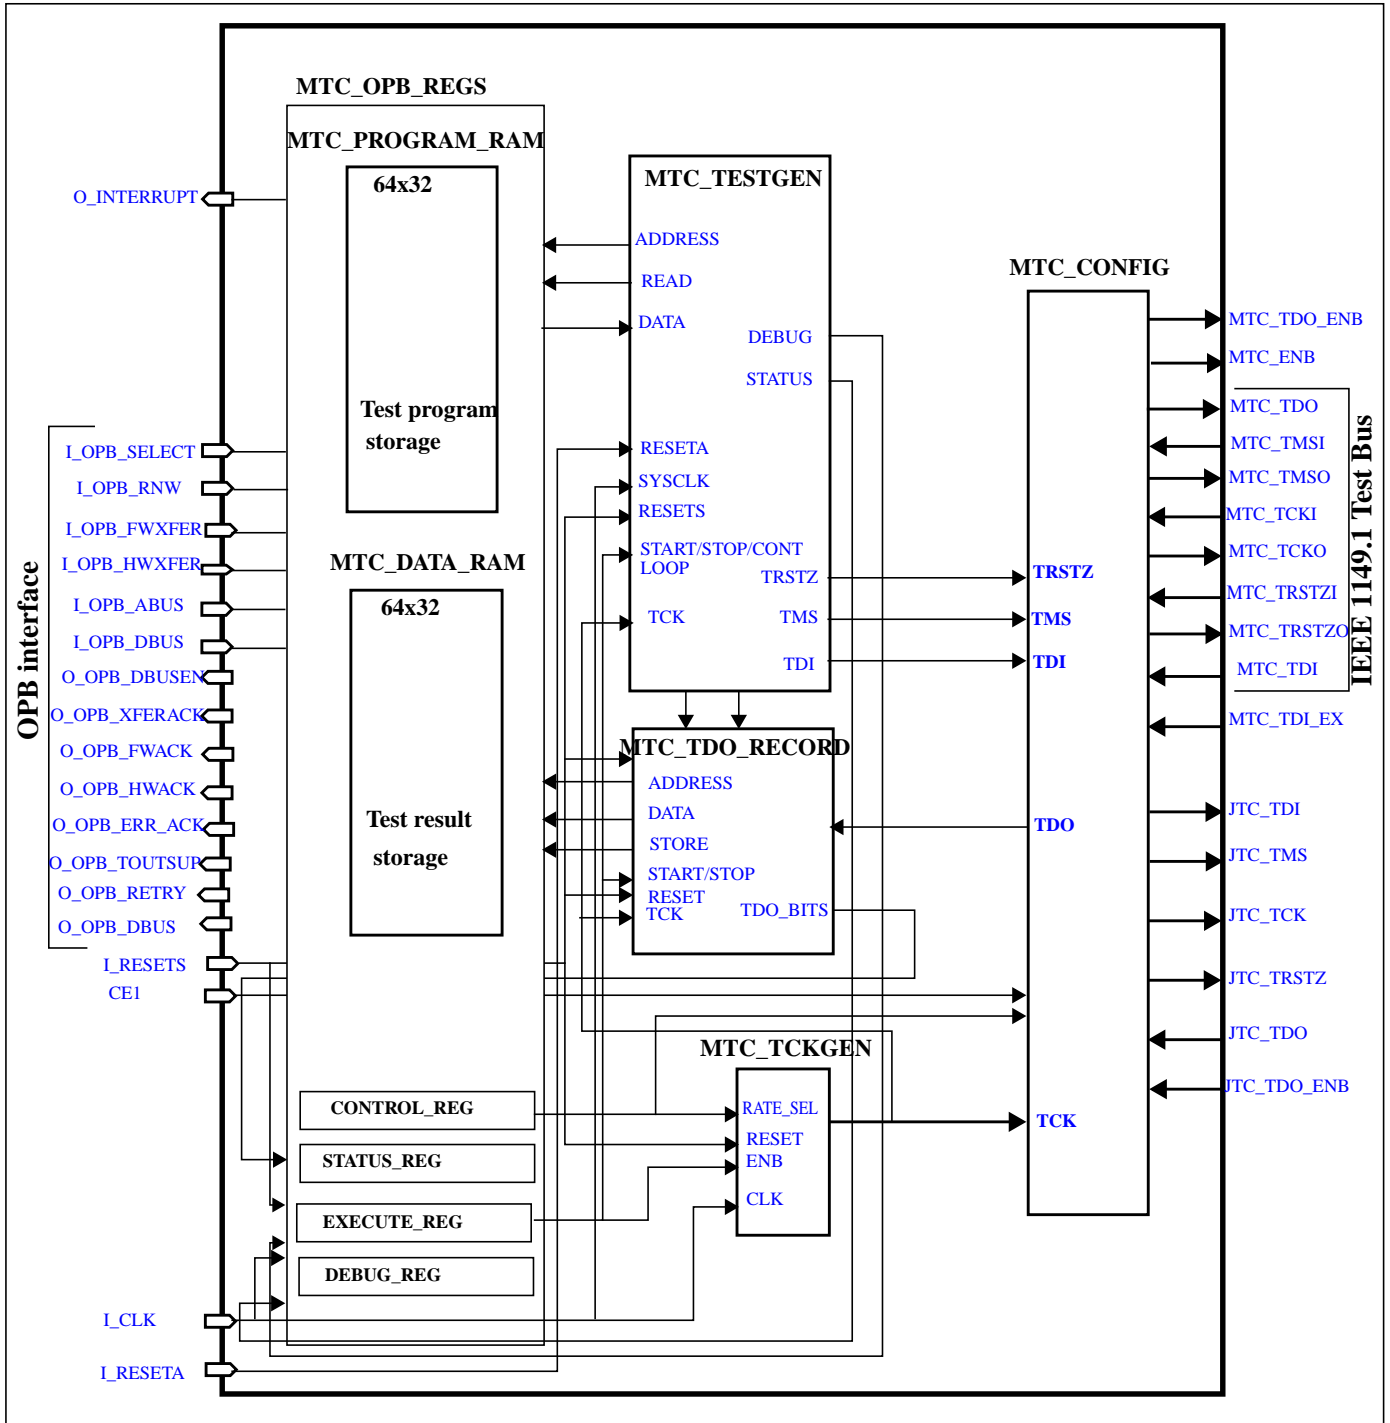 MTC_OPB_REGS
MTC_PROGRAM_RAM
64x32
Test program
storage
MTC_DATA_RAM
64x32
Test result
storage
CONTROL_REG
STATUS_REG
EXECUTE_REG
DEBUG_REG
O_INTERRUPT
OPB interface
I_OPB_SELECT
I_OPB_RNW
I_OPB_FWXFER
I_OPB_HWXFER
I_OPB_ABUS
I_OPB_DBUS
O_OPB_DBUSEN
O_OPB_XFERACK
O_OPB_FWACK
O_OPB_HWACK
O_OPB_ERR_ACK
O_OPB_TOUTSUP
O_OPB_RETRY
O_OPB_DBUS
I_RESETS
CE1
I_CLK
I_RESETA
MTC_TESTGEN
ADDRESS
READ
DATA
DEBUG
STATUS
RESETA
SYSCLK
RESETS
START/STOP/CONT
LOOP
TRSTZ
TCK
TMS
TDI
MTC_TDO_RECORD
ADDRESS
DATA
STORE
START/STOP
RESET
TCK
TDO_BITS
MTC_TCKGEN
RATE_SEL
RESET
ENB
CLK
MTC_CONFIG
TRSTZ
TMS
TDI
TDO
TCK
MTC_TDO_ENB
MTC_ENB
MTC_TDO
MTC_TMSI
MTC_TMSO
MTC_TCKI
MTC_TCKO
MTC_TRSTZI
MTC_TRSTZO
MTC_TDI
IEEE 1149.1 Test Bus
MTC_TDI_EX
JTC_TDI
JTC_TMS
JTC_TCK
JTC_TRSTZ
JTC_TDO
JTC_TDO_ENB